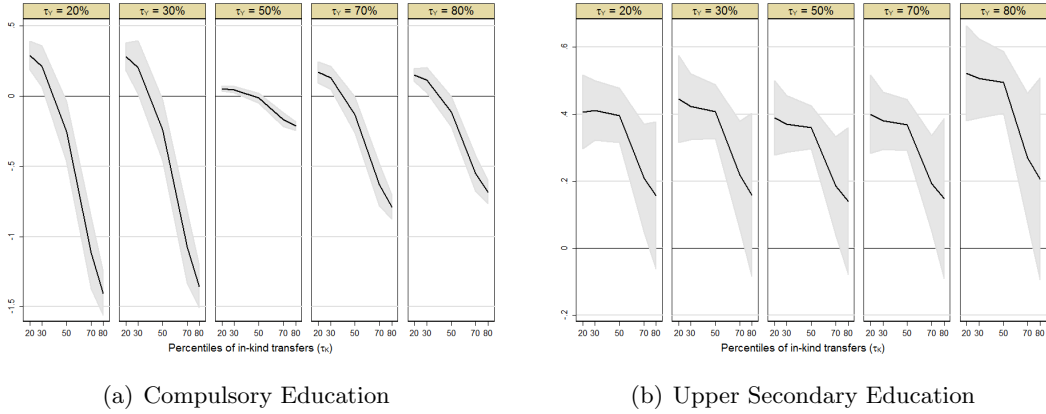 τY = 20% τY = 30% τY = 50% τY = 70% τY = 80%
.5
0
-.5
-1
-1.5
20 30 50 70 80 20 30 50 70 80 20 30 50 70 80 20 30 50 70 80 20 30 50 70 80
Percentiles of in-kind transfers (τK)
(a) Compulsory Education
τY = 20% τY = 30% τY = 50% τY = 70% τY = 80%
.6
.4
.2
0
-.2
20 30 50 70 80 20 30 50 70 80 20 30 50 70 80 20 30 50 70 80 20 30 50 70 80
Percentiles of in-kind transfers (τK)
(b) Upper Secondary Education